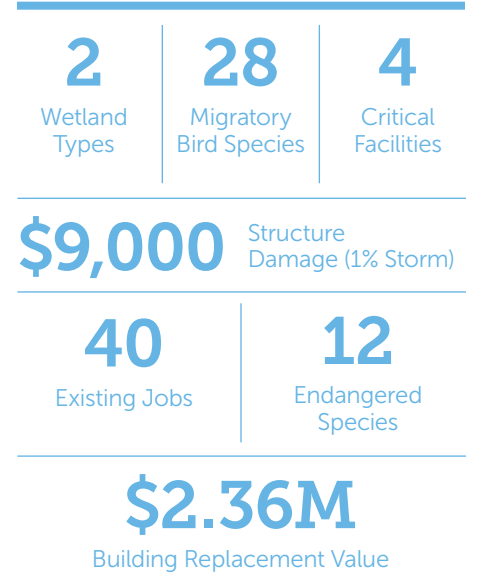 2
Wetland
Types
28
Migratory
Bird Species
4
Critical
Facilities
$9,000
Structure
Damage (1% Storm)
40
Existing Jobs
12
Endangered
Species
$2.36M
Building Replacement Value